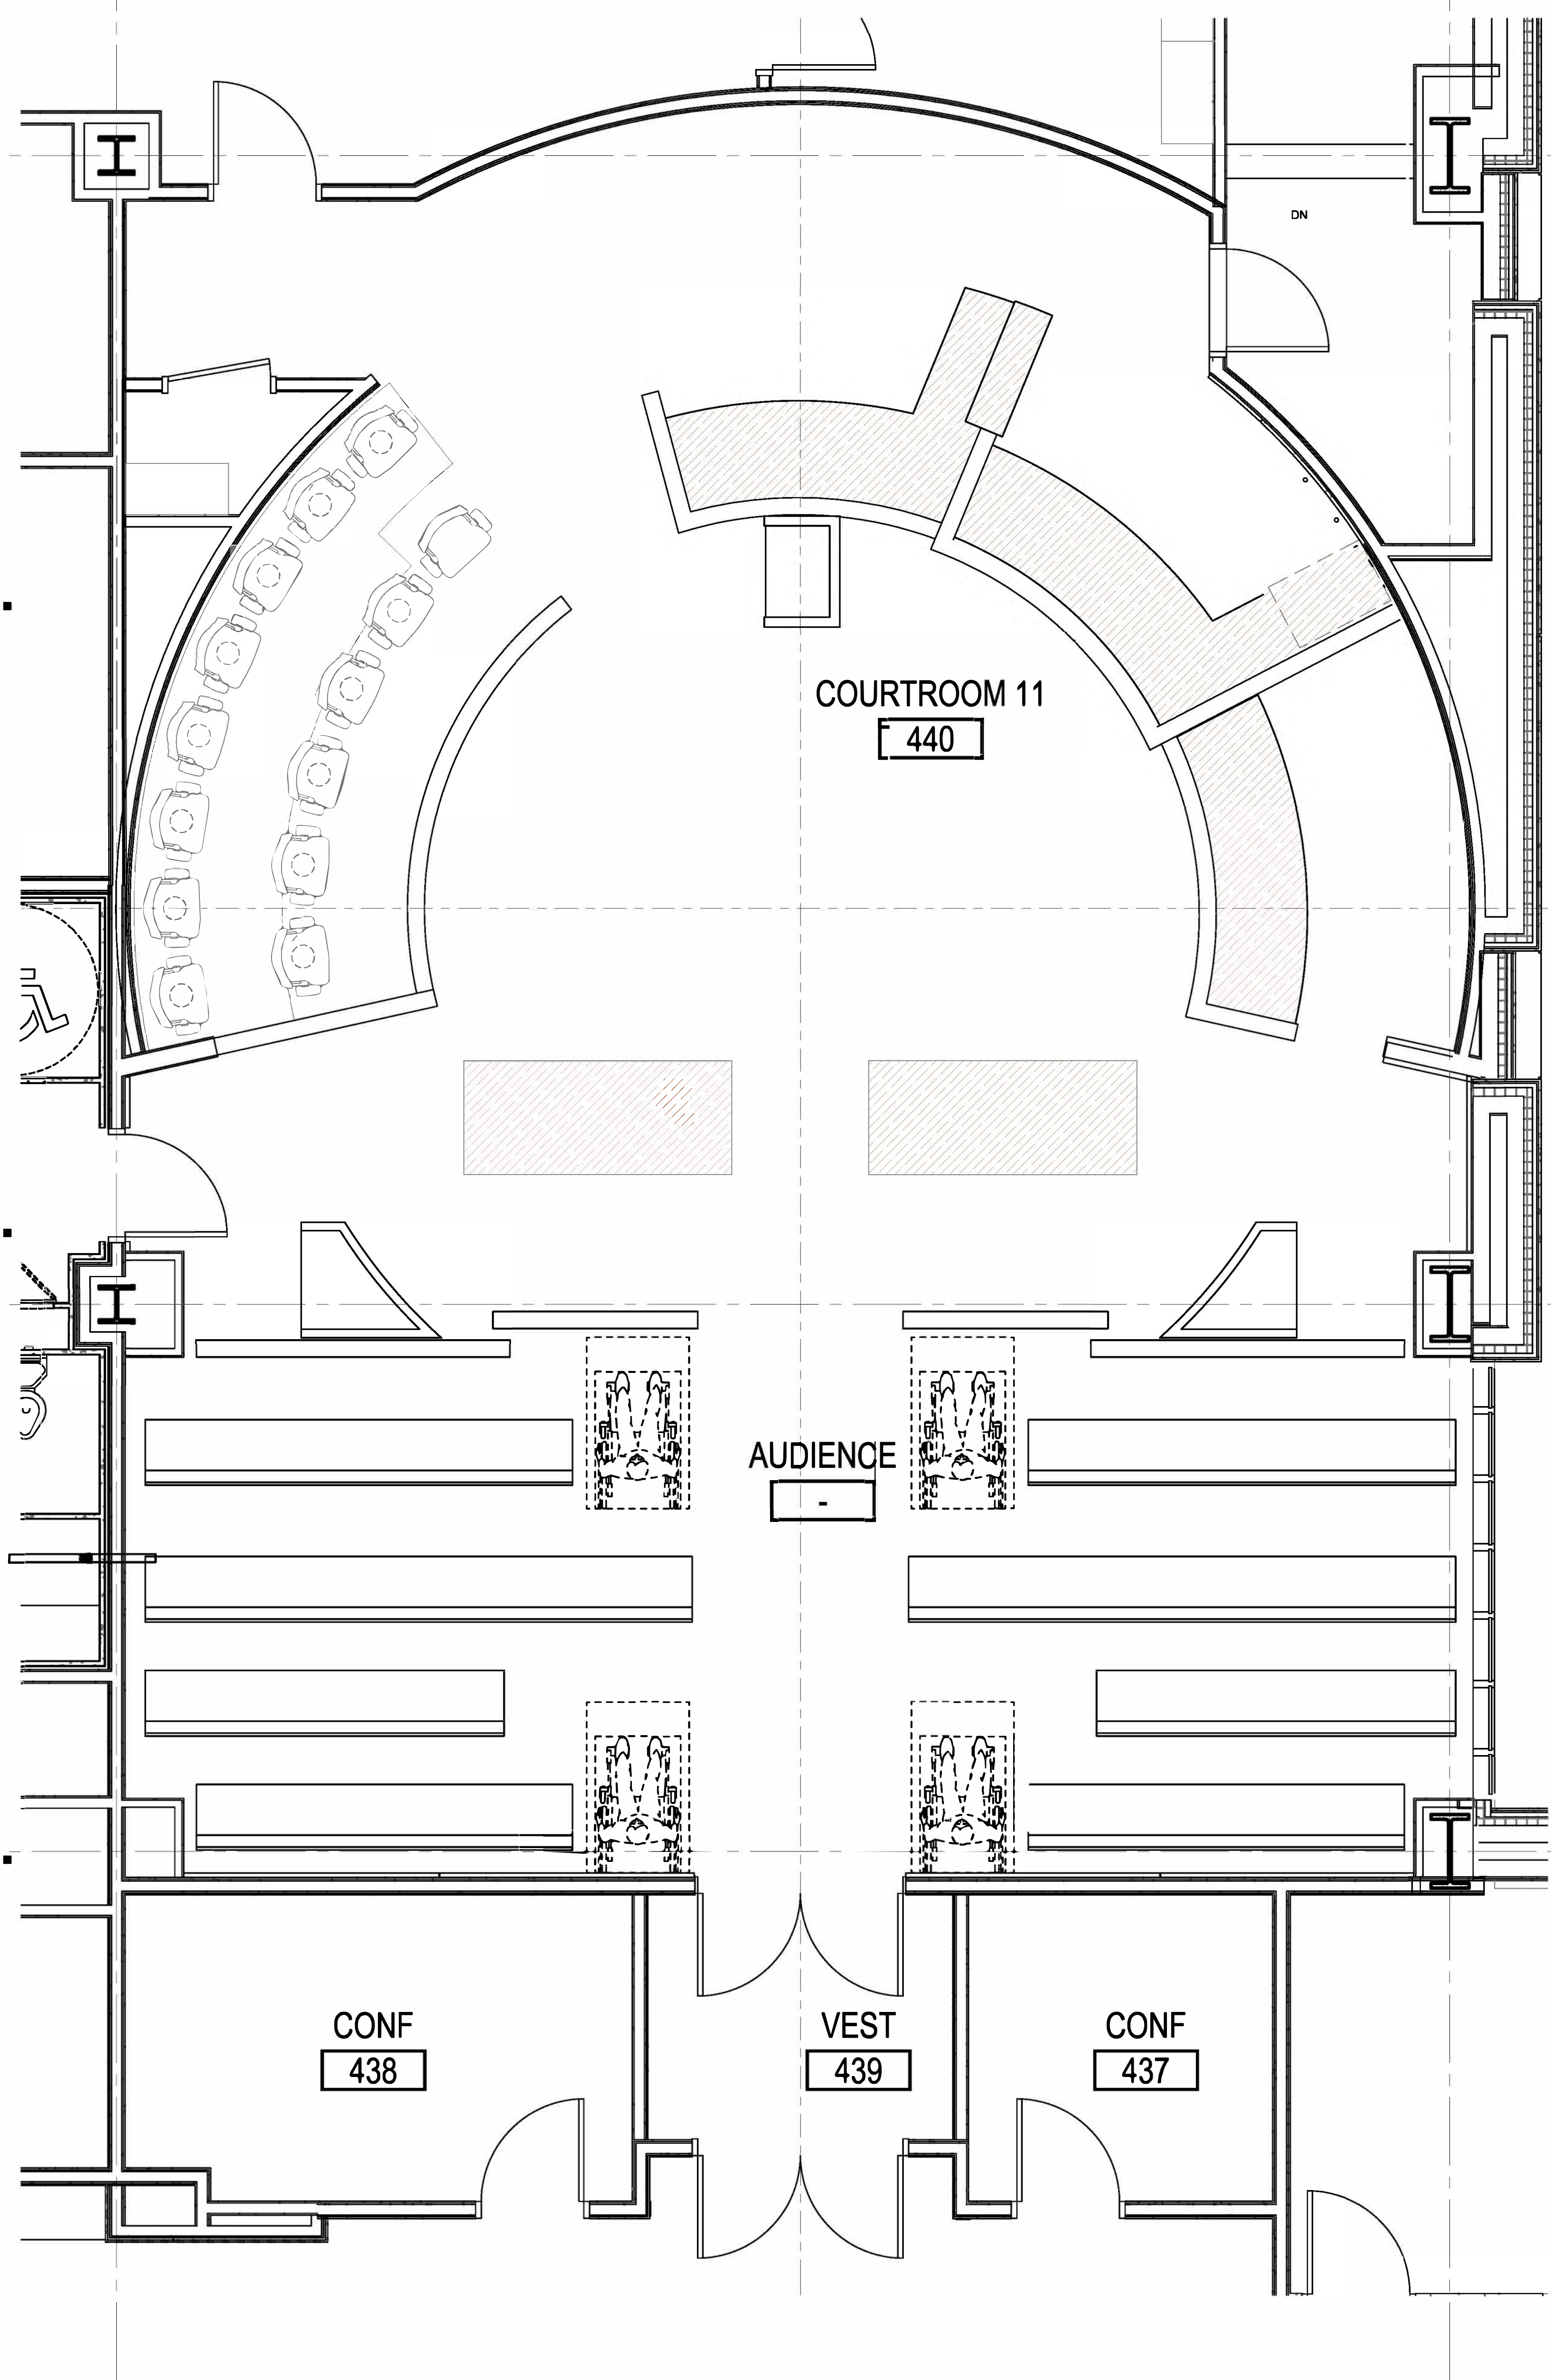 DN
COURTROOM 11
440
AUDIENCE
-
CONF
438
VEST
439
CONF
437